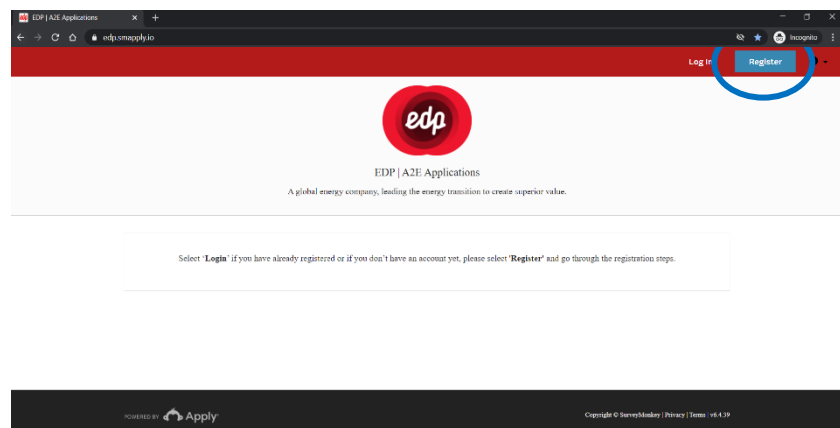 EDP | A2E Applications
edp.smapply.io
Incognito
Log In
Register
edp
EDP | A2E Applications
A global energy company, leading the energy transition to create superior value.
Select 'Login' if you have already registered or if you don't have an account yet, please select 'Register' and go through the registration steps.
POWERED BY Apply
Copyright © SurveyMonkey | Privacy | Terms | v6.4.39